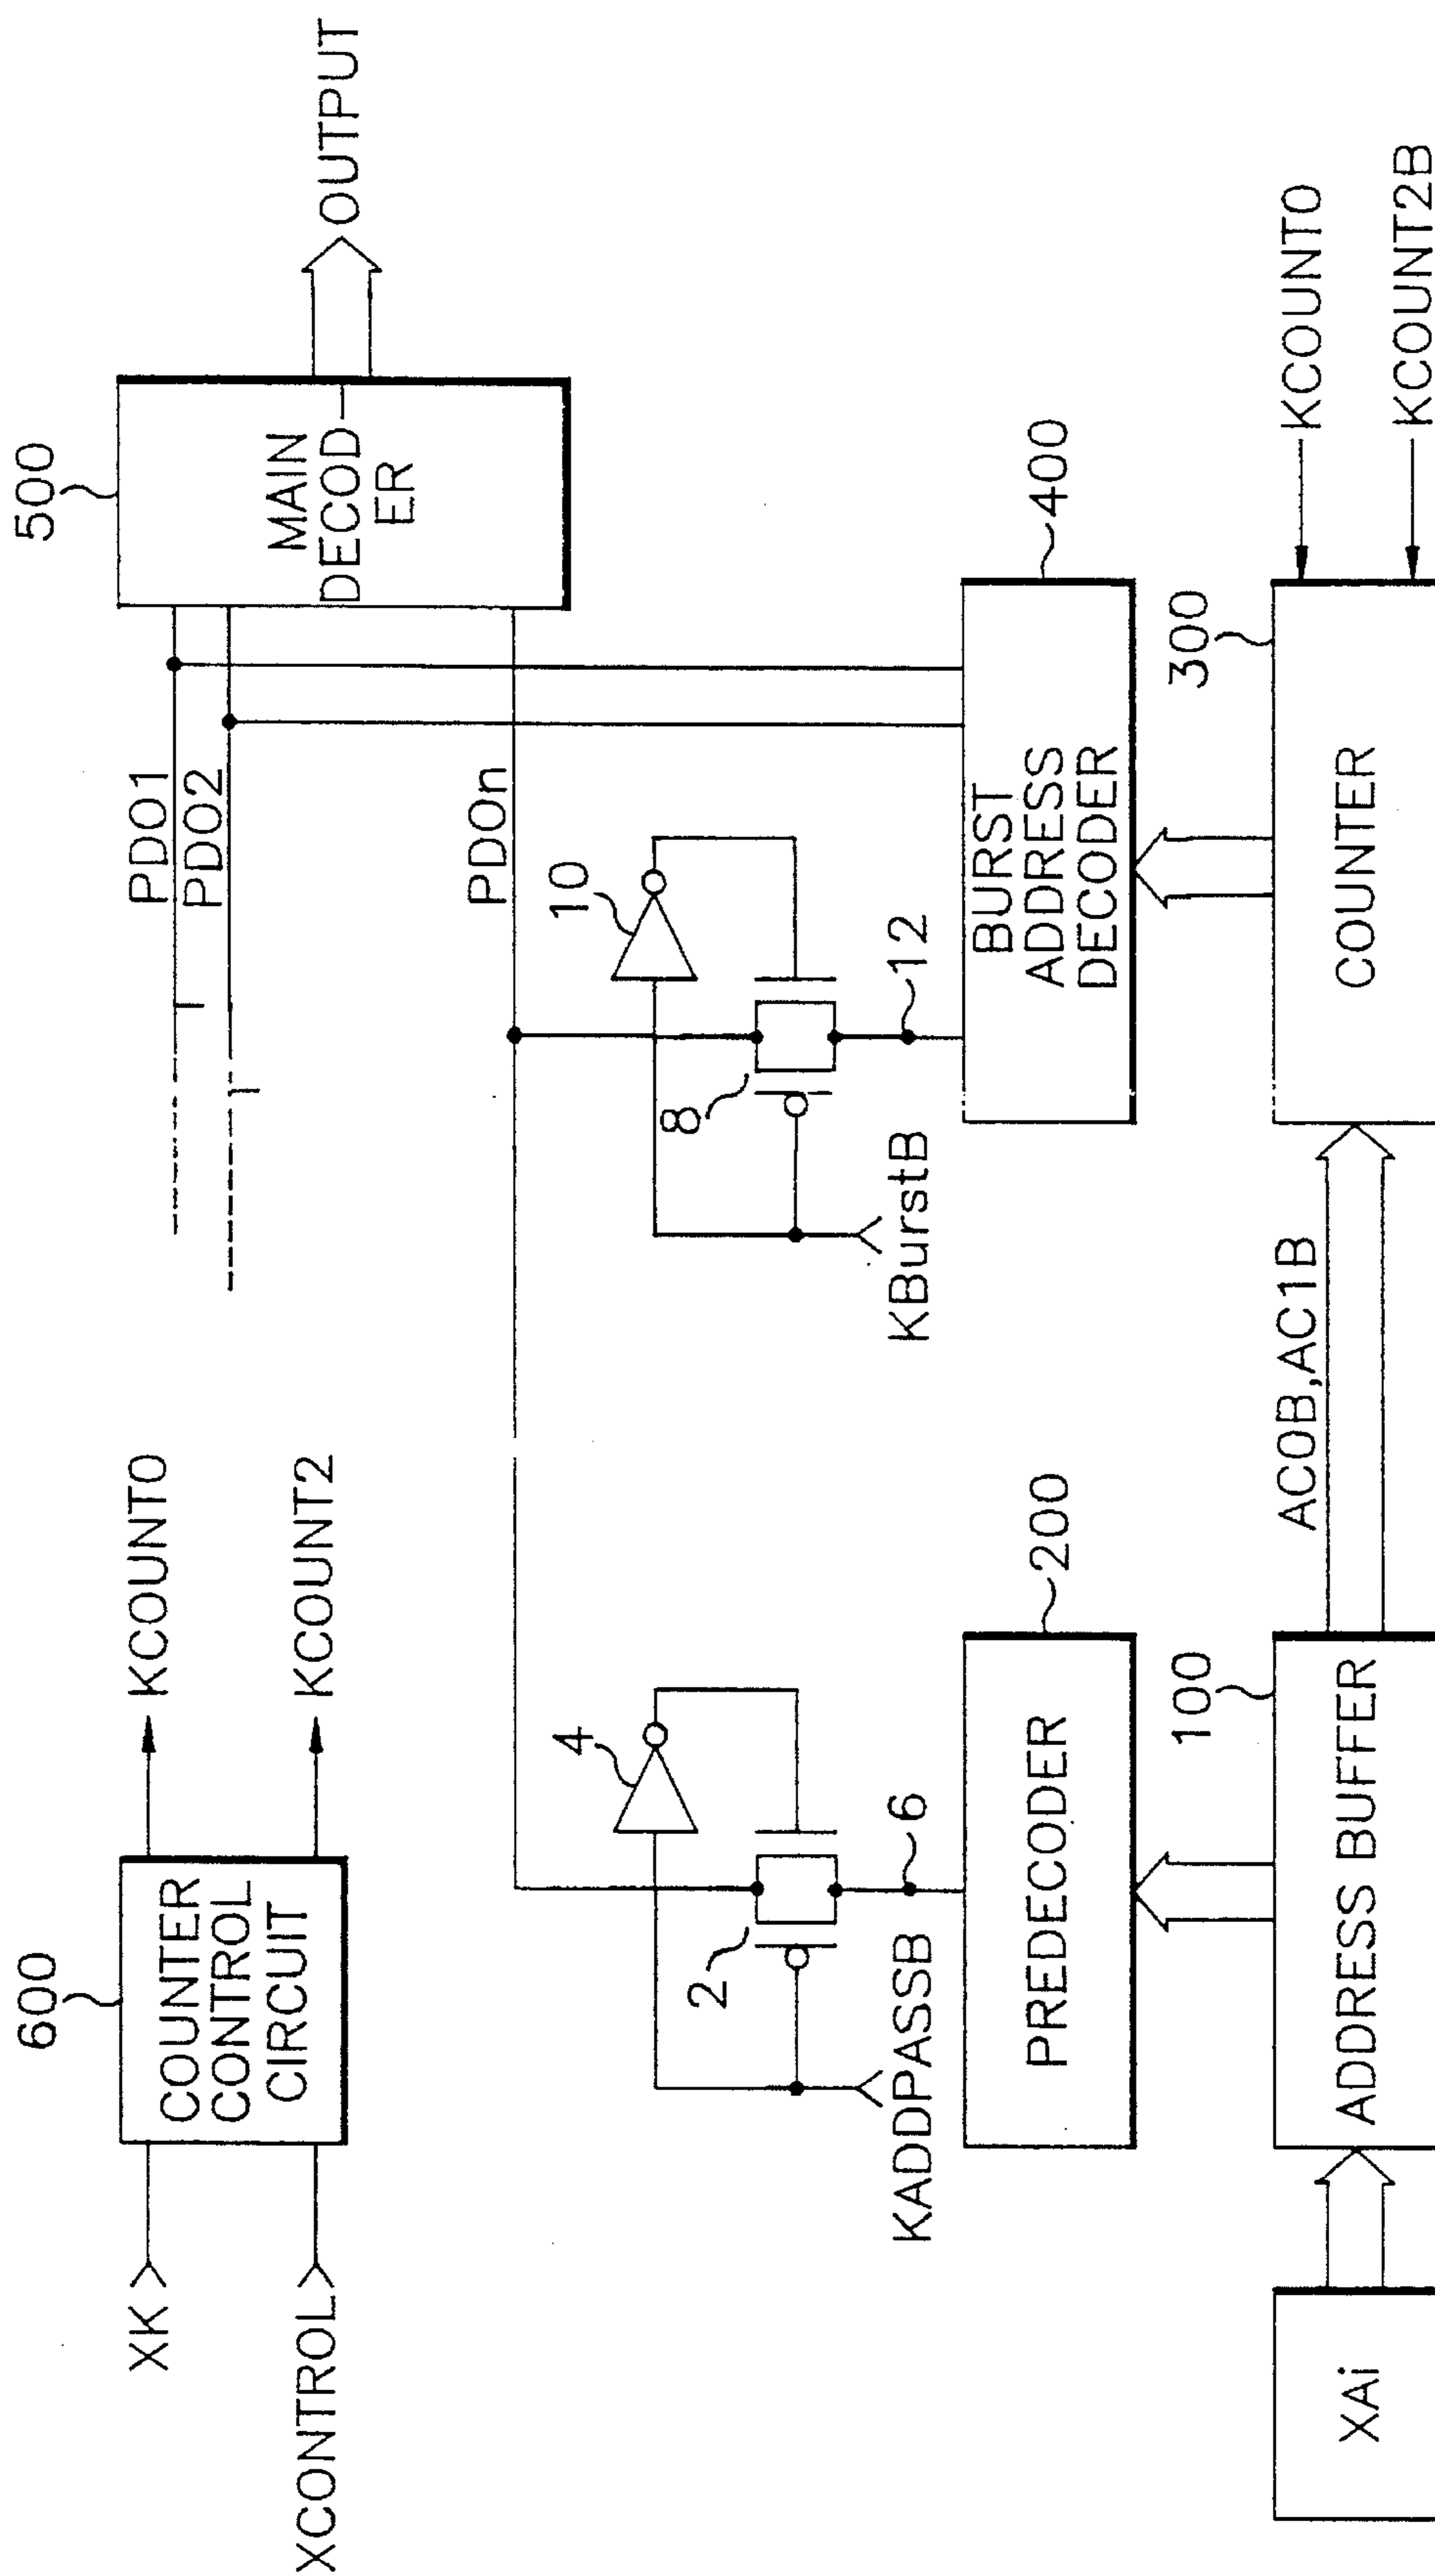 600
XK
XCONTROL
COUNTER
CONTROL
CIRCUIT
KCOUNT0
KCOUNT2
PDO1
PDO2
PDOn
500
MAIN
DECOD-
ER
OUTPUT
4
2
6
KADDPASSB
10
8
12
KBurstB
200
PREDECODER
400
BURST
ADDRESS
DECODER
XAi
100
ADDRESS BUFFER
AC0B,AC1B
300
COUNTER
KCOUNT0
KCOUNT2B